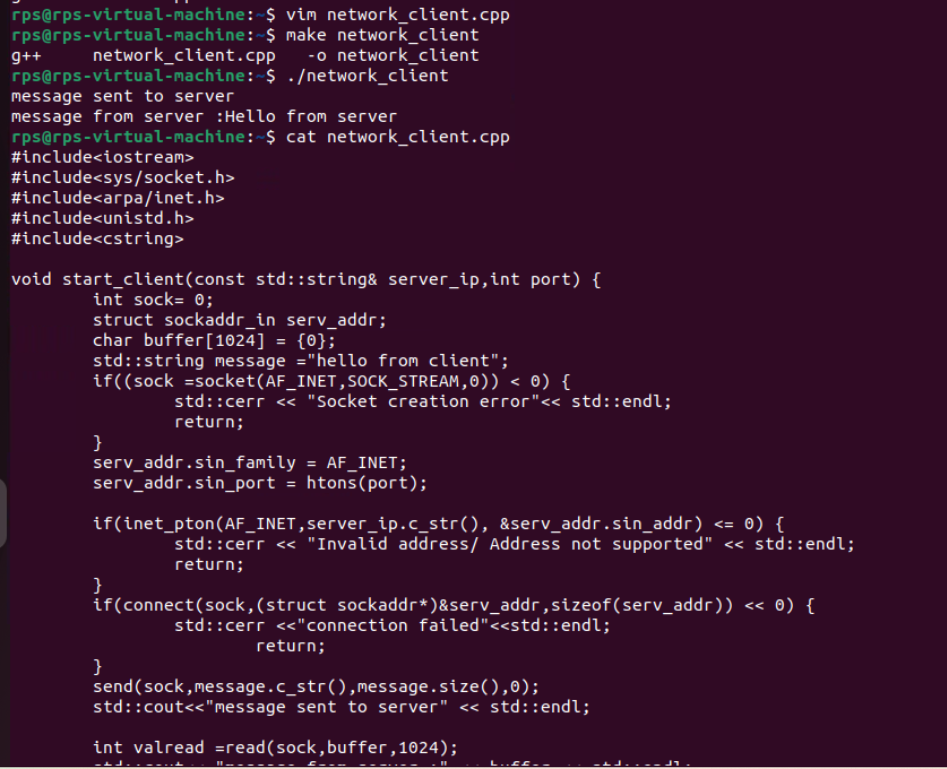 rps@rps-virtual-machine:~$ vim network_client.cpp
rps@rps-virtual-machine:~$ make network_client
g++     network_client.cpp   -o network_client
rps@rps-virtual-machine:~$ ./network_client
message sent to server
message from server :Hello from server
rps@rps-virtual-machine:~$ cat network_client.cpp
#include<iostream>
#include<sys/socket.h>
#include<arpa/inet.h>
#include<unistd.h>
#include<cstring>

void start_client(const std::string& server_ip,int port) {
        int sock= 0;
        struct sockaddr_in serv_addr;
        char buffer[1024] = {0};
        std::string message ="hello from client";
        if((sock =socket(AF_INET,SOCK_STREAM,0)) < 0) {
                std::cerr << "Socket creation error"<< std::endl;
                return;
        }
        serv_addr.sin_family = AF_INET;
        serv_addr.sin_port = htons(port);

        if(inet_pton(AF_INET,server_ip.c_str(), &serv_addr.sin_addr) <= 0) {
                std::cerr << "Invalid address/ Address not supported" << std::endl;
                return;
        }
        if(connect(sock,(struct sockaddr*)&serv_addr,sizeof(serv_addr)) << 0) {
                std::cerr <<"connection failed"<<std::endl;
                        return;
        }
        send(sock,message.c_str(),message.size(),0);
        std::cout<<"message sent to server" << std::endl;

        int valread =read(sock,buffer,1024);